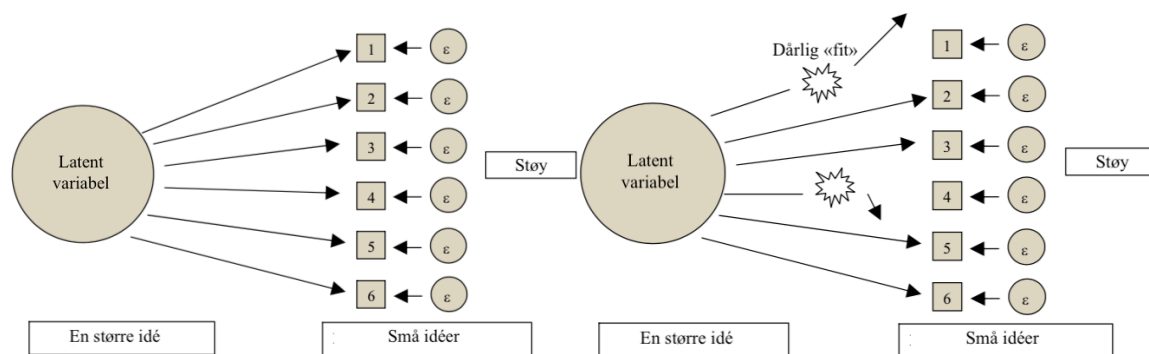 Latent
variabel
1
ε
2
ε
3
ε
4
ε
5
ε
6
ε
Støy
En større idé
Små idéer
Dårlig «fit»
Latent
variabel
1
ε
2
ε
3
ε
4
ε
5
ε
6
ε
Støy
En større idé
Små idéer